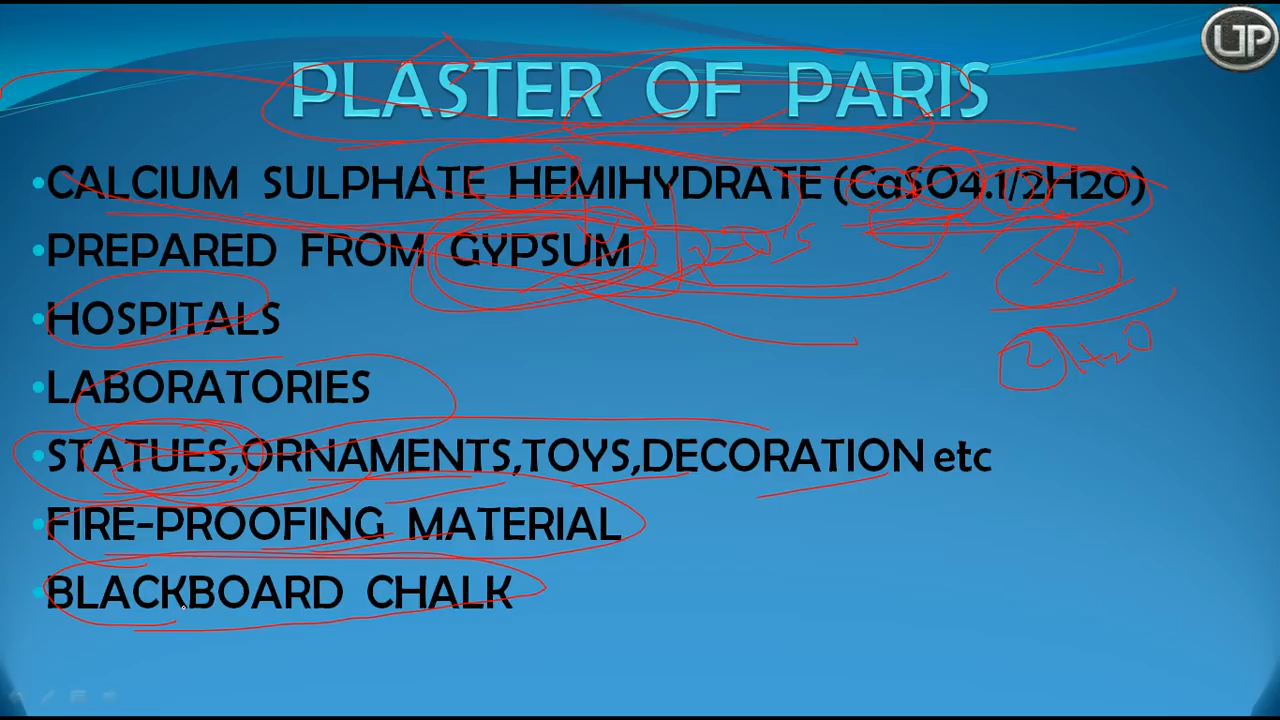 UP
PLASTER OF PARIS
•CALCIUM SULPHATE HEMIHYDRATE (CaSO4.1/2H2O)
•PREPARED FROM GYPSUM
•HOSPITALS
•LABORATORIES
•STATUES,ORNAMENTS,TOYS,DECORATION etc
•FIRE-PROOFING MATERIAL
•BLACKBOARD CHALK
2H2O